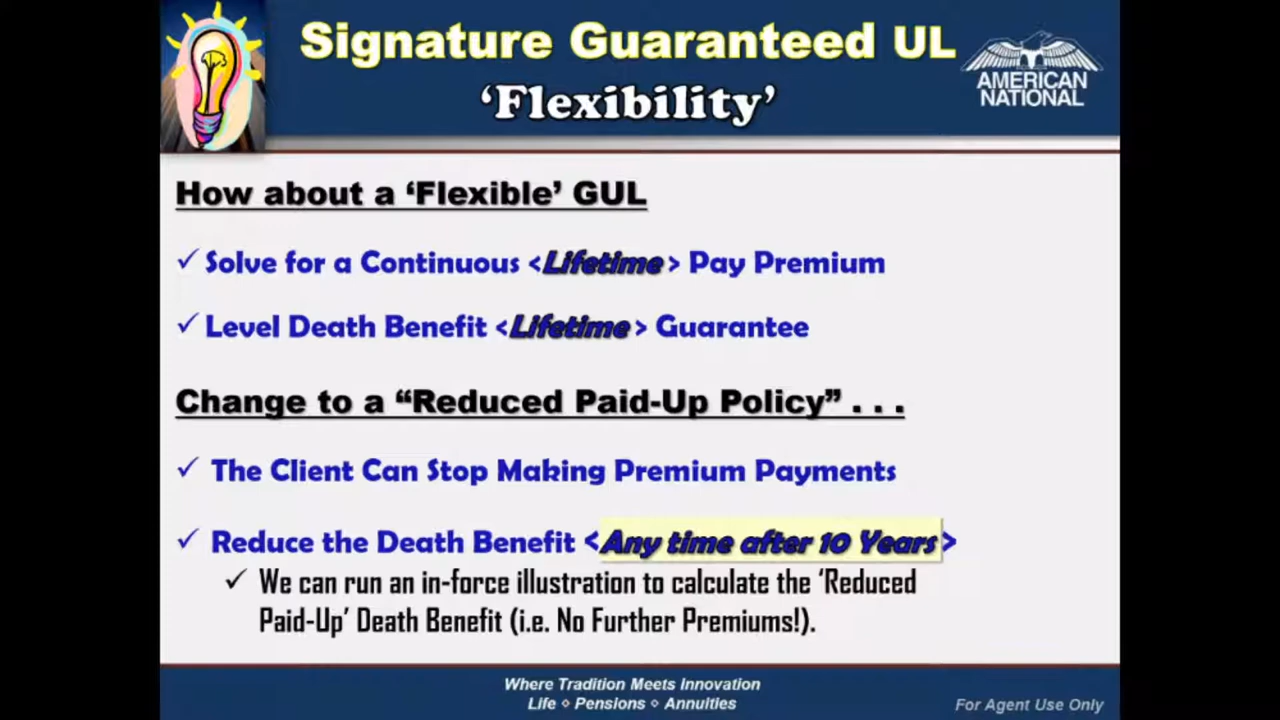 Signature Guaranteed UL
'Flexibility'
AMERICAN
NATIONAL
How about a 'Flexible' GUL
✓ Solve for a Continuous <Lifetime> Pay Premium
✓ Level Death Benefit <Lifetime> Guarantee
Change to a “Reduced Paid-Up Policy” . . .
✓ The Client Can Stop Making Premium Payments
✓ Reduce the Death Benefit <Any time after 10 Years>
✓ We can run an in-force illustration to calculate the 'Reduced
Paid-Up' Death Benefit (i.e. No Further Premiums!).
Where Tradition Meets Innovation
Life ⋄ Pensions ⋄ Annuities
For Agent Use Only